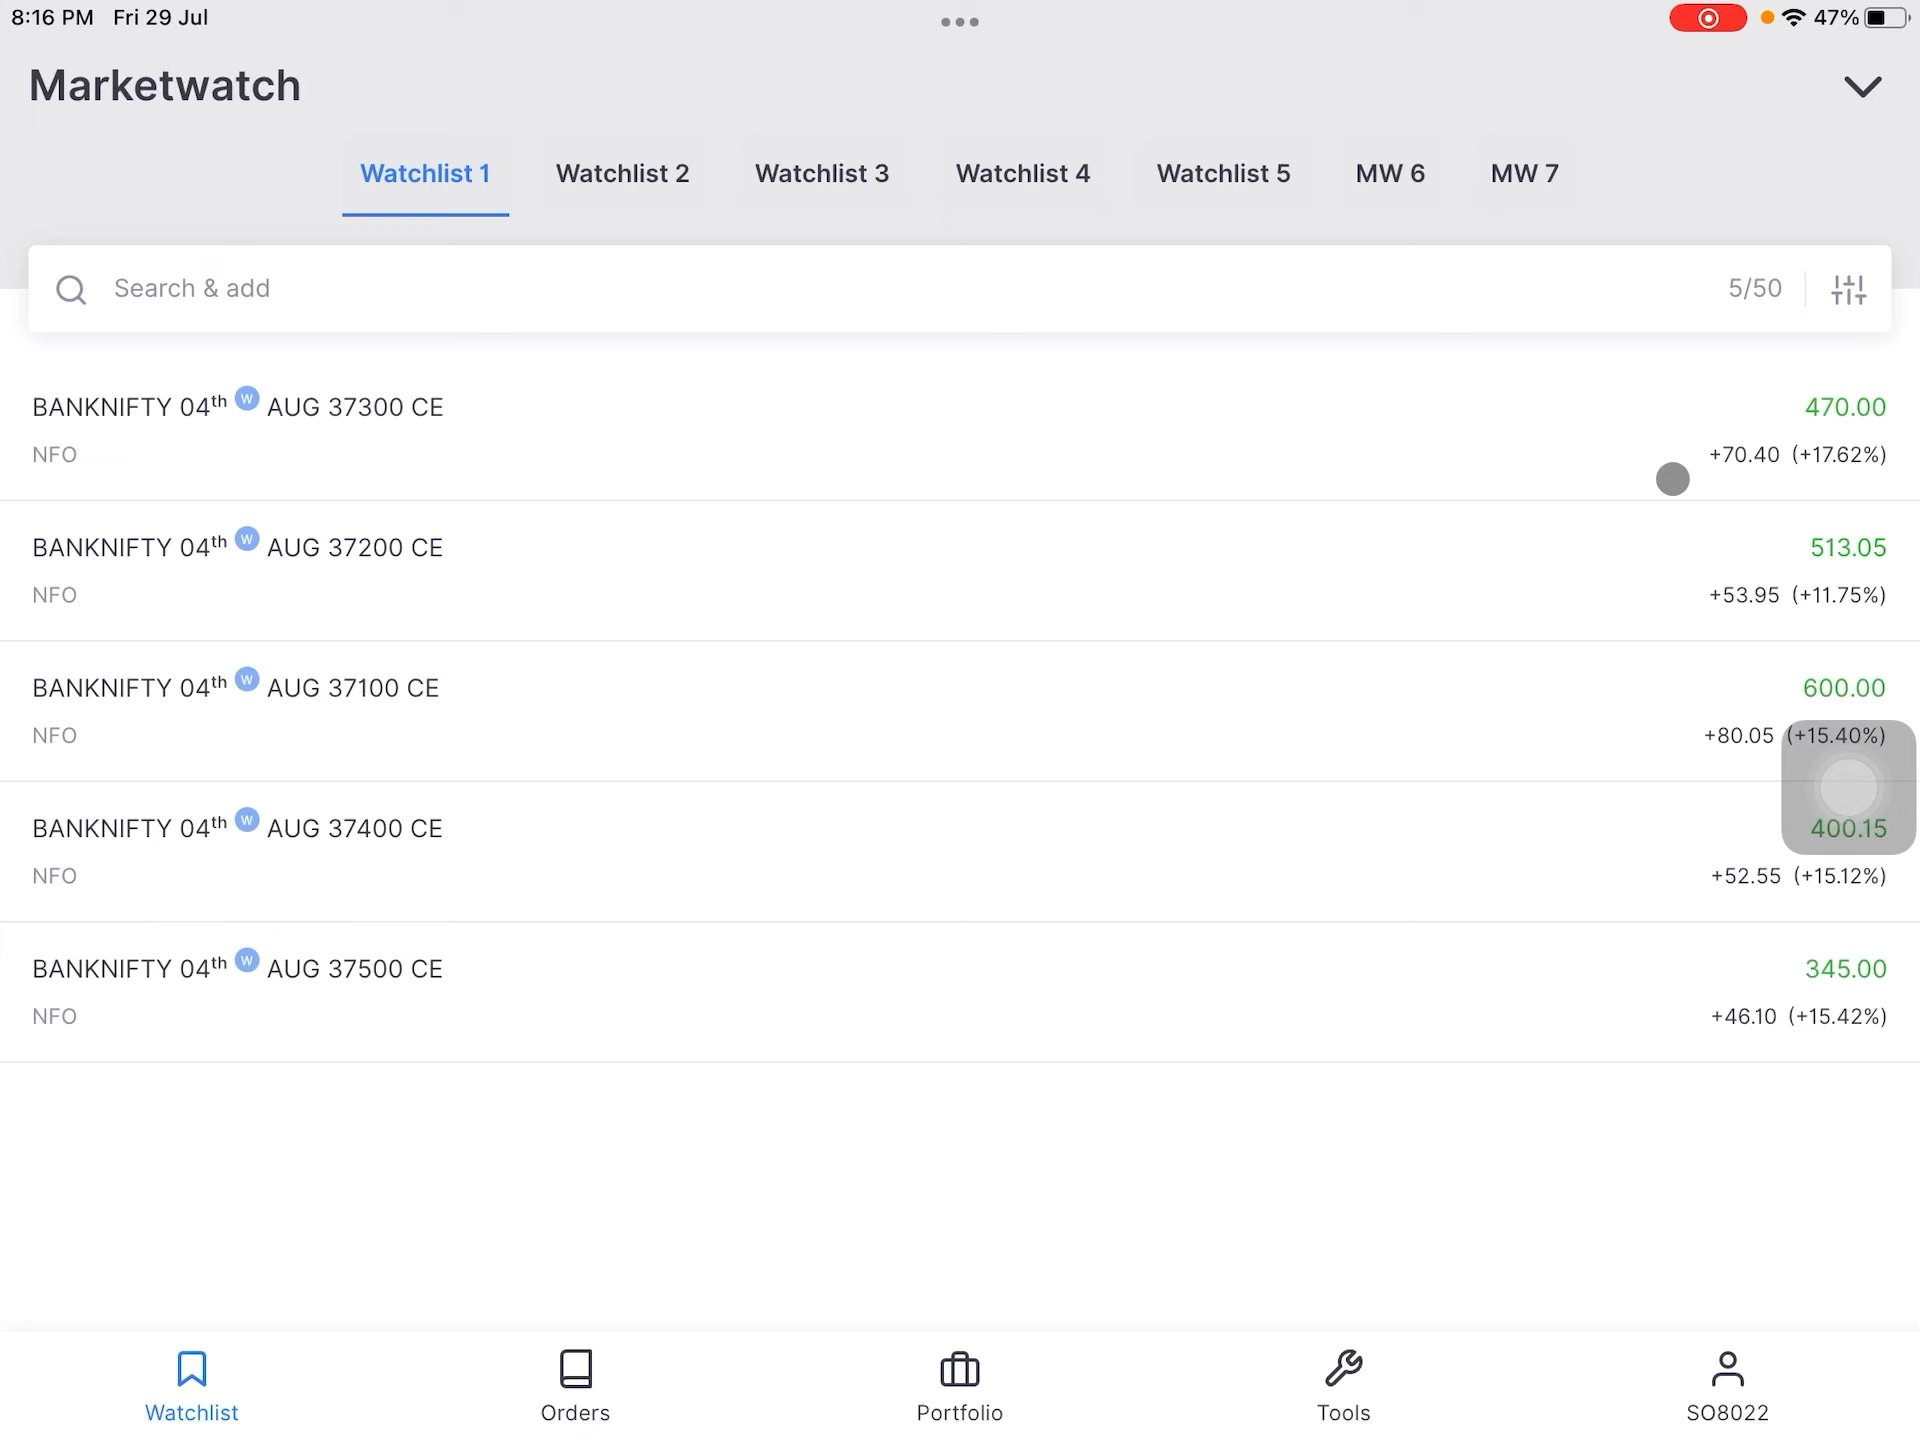 8:16 PM Fri 29 Jul
47%
Marketwatch
Watchlist 1 Watchlist 2 Watchlist 3 Watchlist 4 Watchlist 5 MW 6 MW 7
Search & add 5/50
BANKNIFTY 04th W AUG 37300 CE 470.00
NFO +70.40 (+17.62%)
BANKNIFTY 04th W AUG 37200 CE 513.05
NFO +53.95 (+11.75%)
BANKNIFTY 04th W AUG 37100 CE 600.00
NFO +80.05 (+15.40%)
BANKNIFTY 04th W AUG 37400 CE 400.15
NFO +52.55 (+15.12%)
BANKNIFTY 04th W AUG 37500 CE 345.00
NFO +46.10 (+15.42%)
Watchlist Orders Portfolio Tools SO8022